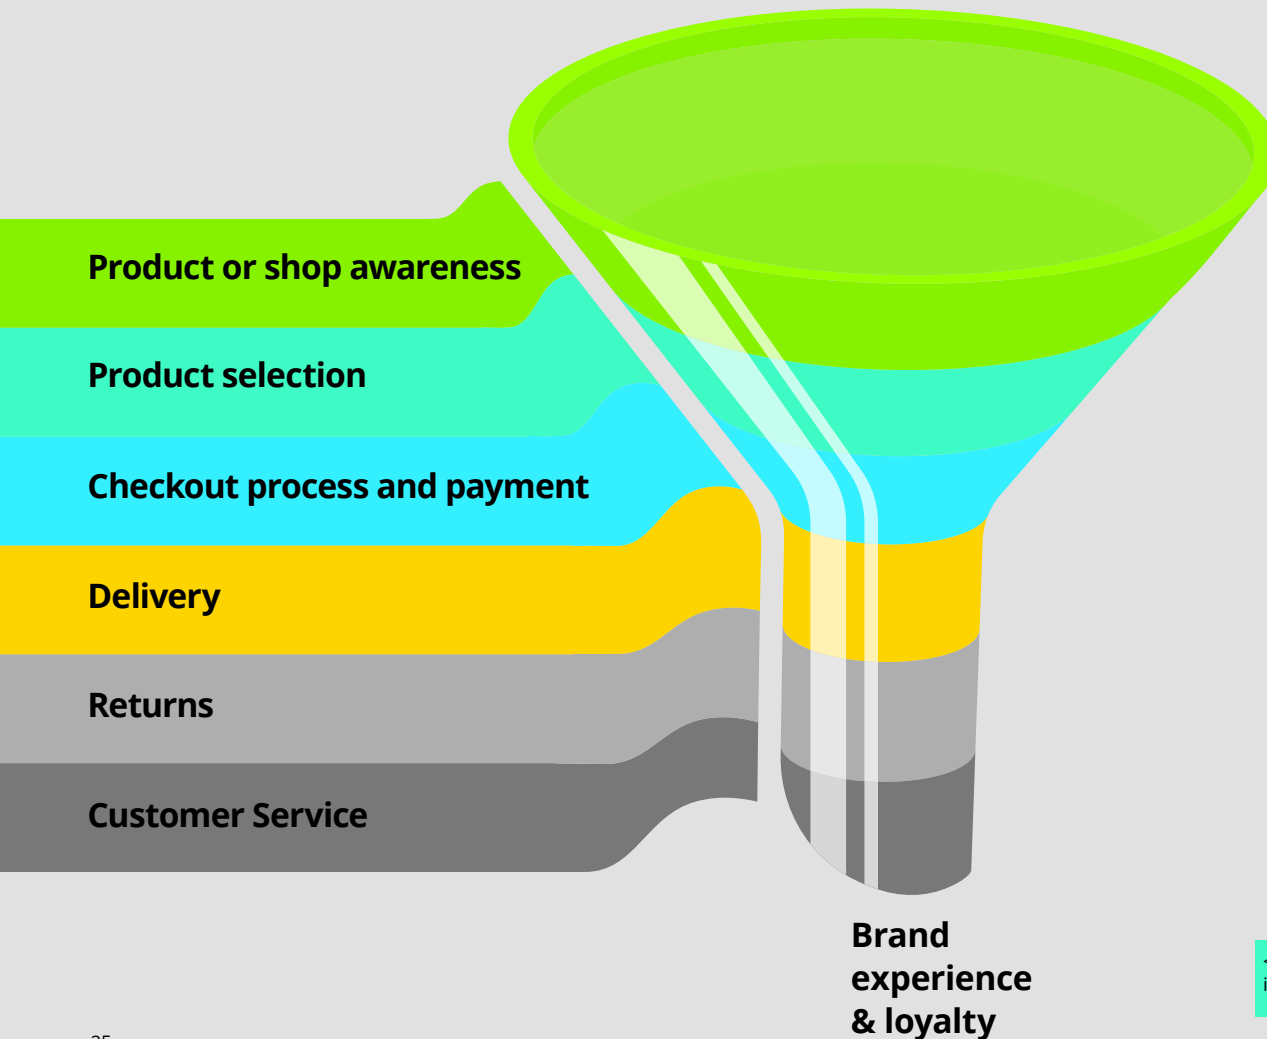 Product or shop awareness
Product selection
Checkout process and payment
Delivery
Returns
Customer Service
Brand
experience
& loyalty